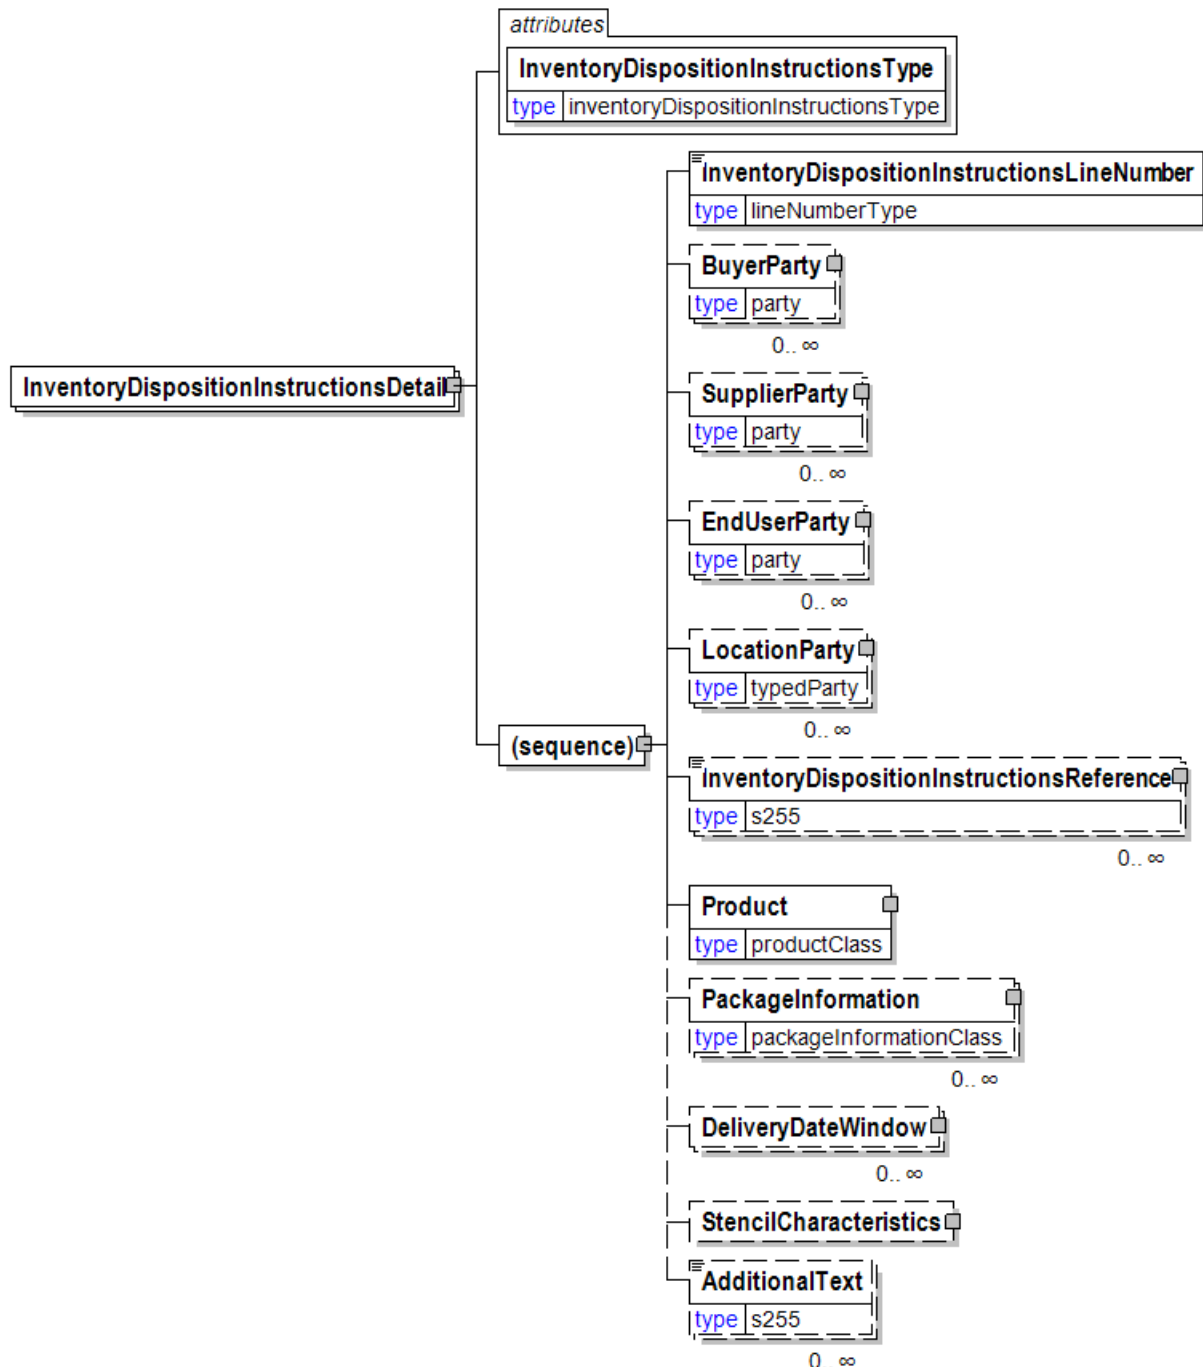 attributes
InventoryDispositionInstructionsType
type inventoryDispositionInstructionsType
InventoryDispositionInstructionsLineNumber
type lineNumberType
BuyerParty
type party
0.. ∞
InventoryDispositionInstructionsDetail
SupplierParty
type party
0.. ∞
EndUserParty
type party
0.. ∞
LocationParty
type typedParty
0.. ∞
(sequence)
InventoryDispositionInstructionsReference
type s255
0.. ∞
Product
type productClass
PackageInformation
type packageInformationClass
0.. ∞
DeliveryDateWindow
0.. ∞
StencilCharacteristics
AdditionalText
type s255
0.. ∞